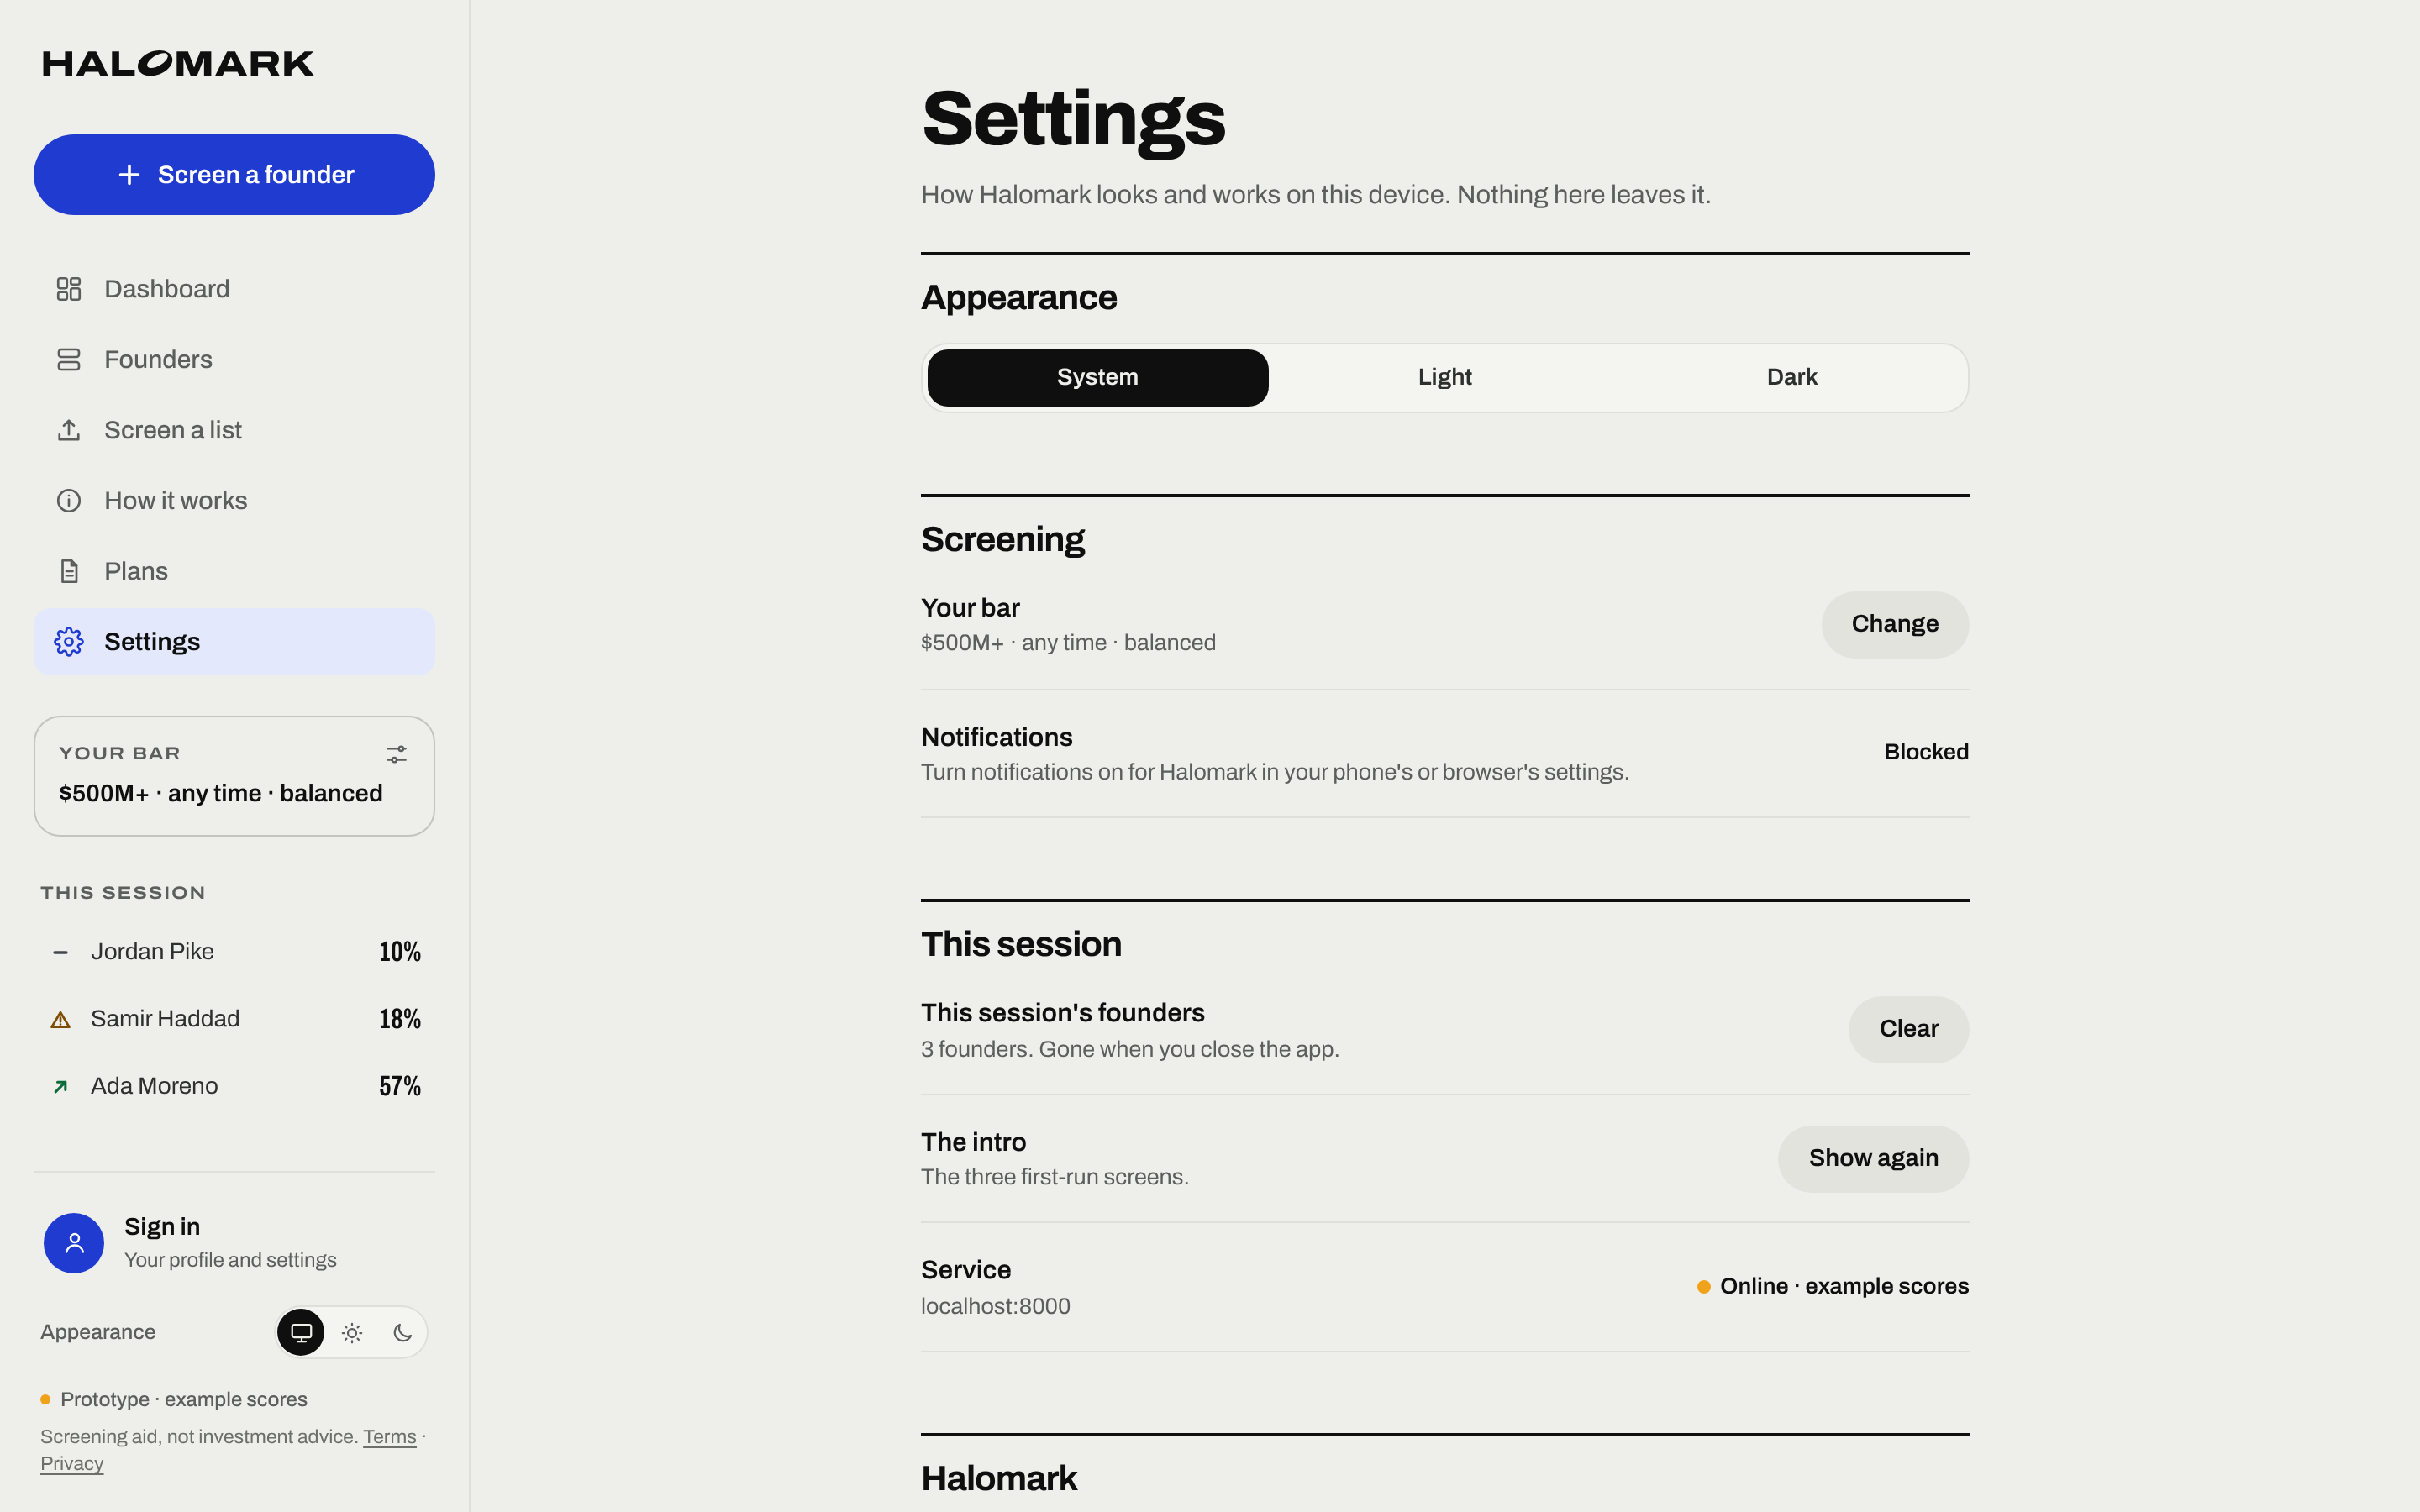 HALOMARK
Screen a founder
Dashboard
Founders
Screen a list
How it works
Plans
Settings
YOUR BAR
$500M+ · any time · balanced
THIS SESSION
Jordan Pike 10%
Samir Haddad 18%
Ada Moreno 57%
Sign in
Your profile and settings
Appearance
Prototype · example scores
Screening aid, not investment advice. Terms ·
Privacy
Settings
How Halomark looks and works on this device. Nothing here leaves it.
Appearance
System Light Dark
Screening
Your bar
$500M+ · any time · balanced
Change
Notifications
Turn notifications on for Halomark in your phone's or browser's settings.
Blocked
This session
This session's founders
3 founders. Gone when you close the app.
Clear
The intro
The three first-run screens.
Show again
Service
localhost:8000
Online · example scores
Halomark